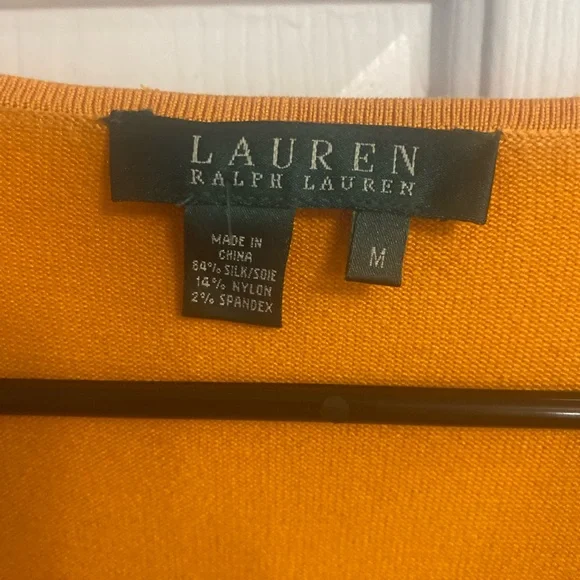 LAUREN
RALPH LAUREN
MADE IN
CHINA
84% SILK/SOIE
14% NYLON
2% SPANDEX
M